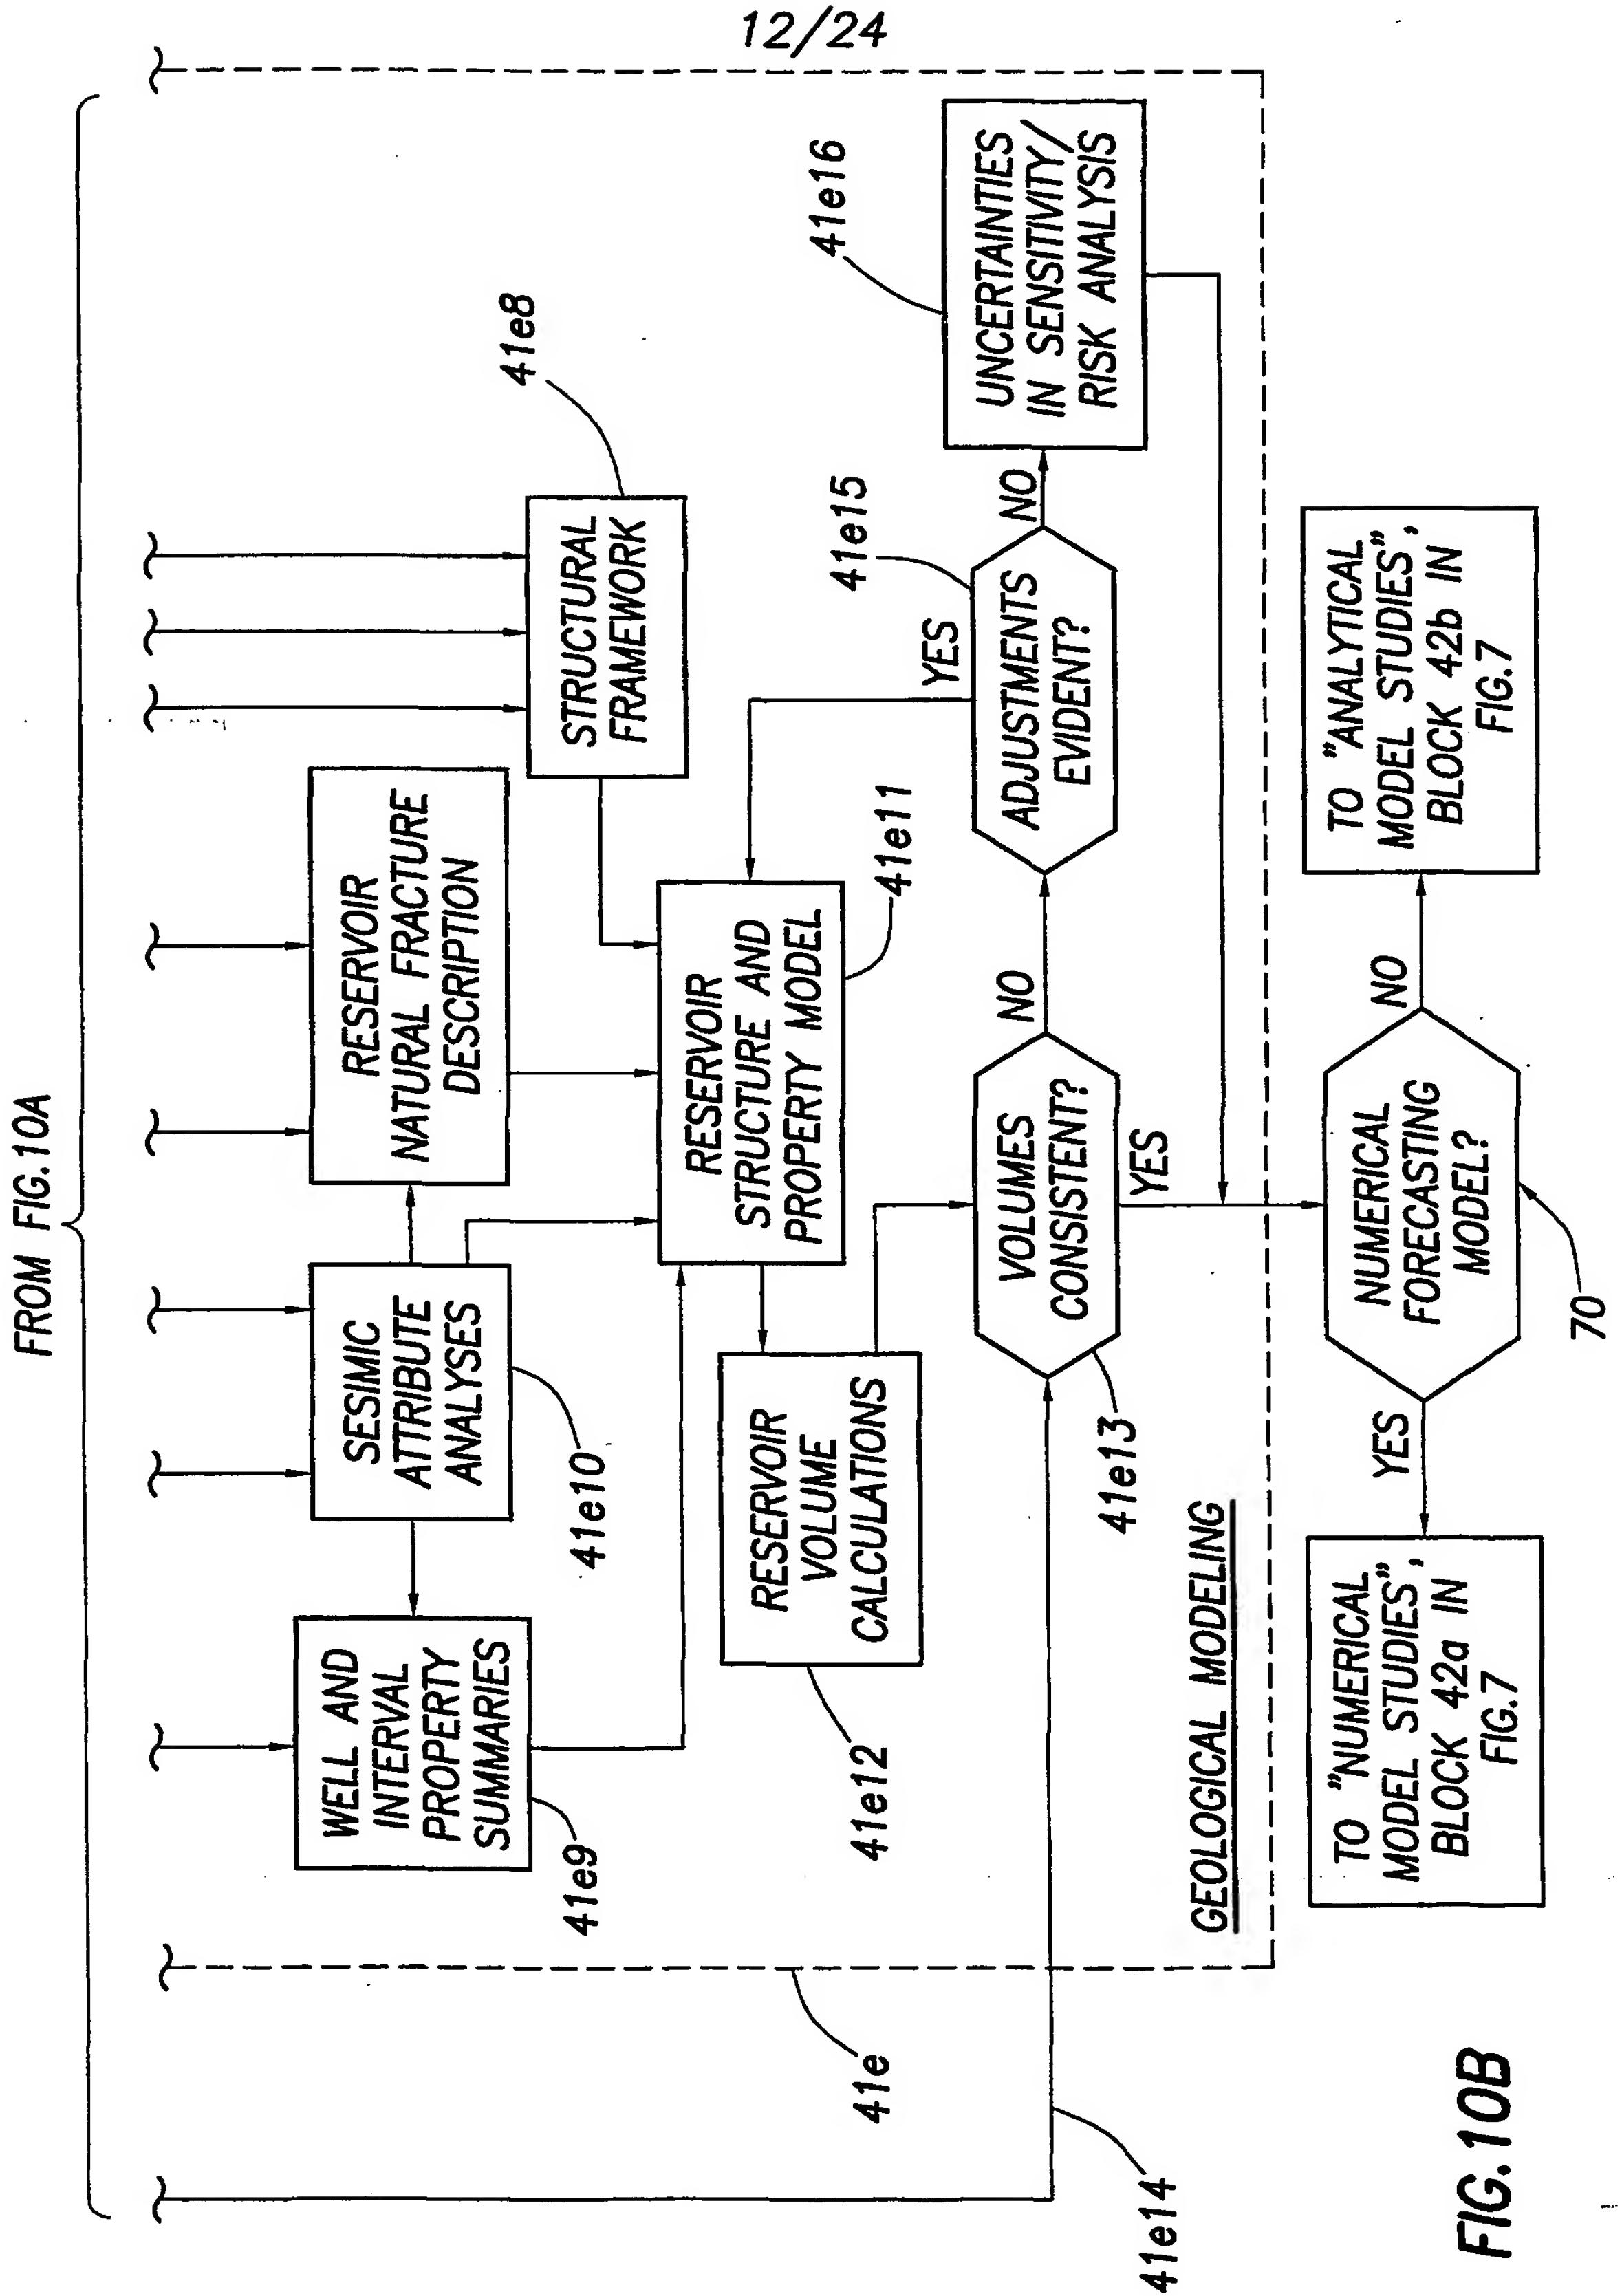 12/24
FROM FIG.10A
WELL AND
INTERVAL
PROPERTY
SUMMARIES
41e9
SESIMIC
ATTRIBUTE
ANALYSES
41e10
RESERVOIR
NATURAL FRACTURE
DESCRIPTION
STRUCTURAL
FRAMEWORK
41e8
RESERVOIR
STRUCTURE AND
PROPERTY MODEL
41e11
RESERVOIR
VOLUME
CALCULATIONS
41e12
VOLUMES
CONSISTENT?
41e13
NO
YES
ADJUSTMENTS
EVIDENT?
41e15
YES
NO
UNCERTAINTIES
IN SENSITIVITY/
RISK ANALYSIS
41e16
41e
41e14
GEOLOGICAL MODELING
NUMERICAL
FORECASTING
MODEL?
70
YES
NO
TO "NUMERICAL
MODEL STUDIES",
BLOCK 42a IN
FIG.7
TO "ANALYTICAL
MODEL STUDIES",
BLOCK 42b IN
FIG.7
FIG.10B